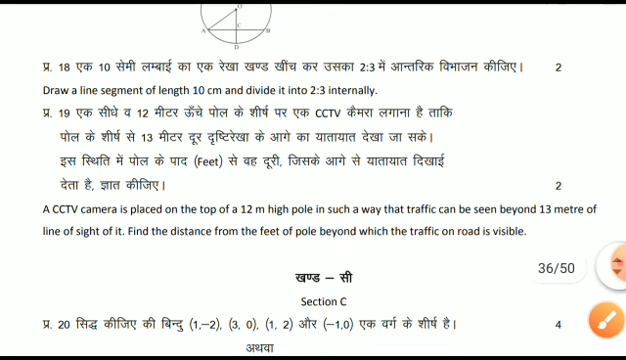 O
A C B
D
प्र. 18 एक 10 सेमी लम्बाई का एक रेखा खण्ड खींच कर उसका 2:3 में आन्तरिक विभाजन कीजिए। 2
Draw a line segment of length 10 cm and divide it into 2:3 internally.
प्र. 19 एक सीधे व 12 मीटर ऊँचे पोल के शीर्ष पर एक CCTV कैमरा लगाना है ताकि
पोल के शीर्ष से 13 मीटर दूर दृष्टिरेखा के आगे का यातायात देखा जा सके।
इस स्थिति में पोल के पाद (Feet) से वह दूरी, जिसके आगे से यातायात दिखाई
देता है, ज्ञात कीजिए। 2
A CCTV camera is placed on the top of a 12 m high pole in such a way that traffic can be seen beyond 13 metre of
line of sight of it. Find the distance from the feet of pole beyond which the traffic on road is visible.
36/50
खण्ड – सी
Section C
प्र. 20 सिद्ध कीजिए की बिन्दु (1,–2), (3, 0), (1, 2) और (–1,0) एक वर्ग के शीर्ष है। 4
अथवा